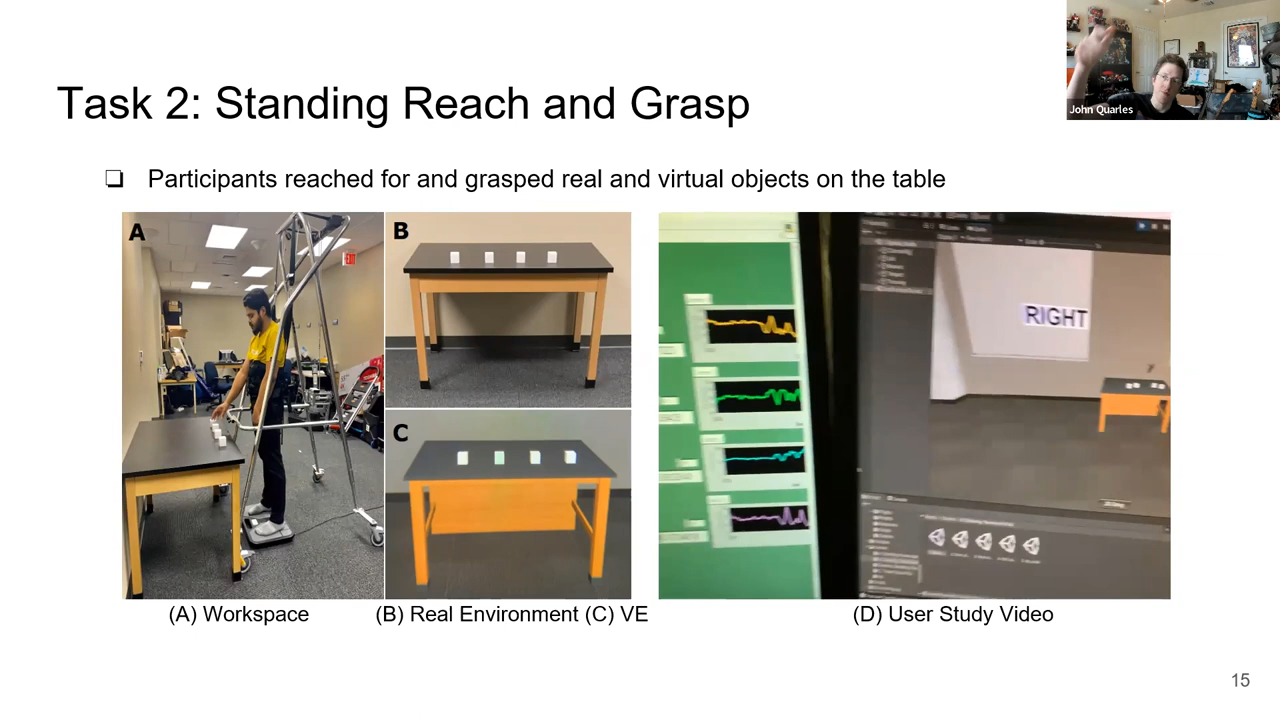 John Quarles
Task 2: Standing Reach and Grasp
❏ Participants reached for and grasped real and virtual objects on the table
A
B
EXIT
C
RIGHT
(A) Workspace
(B) Real Environment (C) VE
(D) User Study Video
15